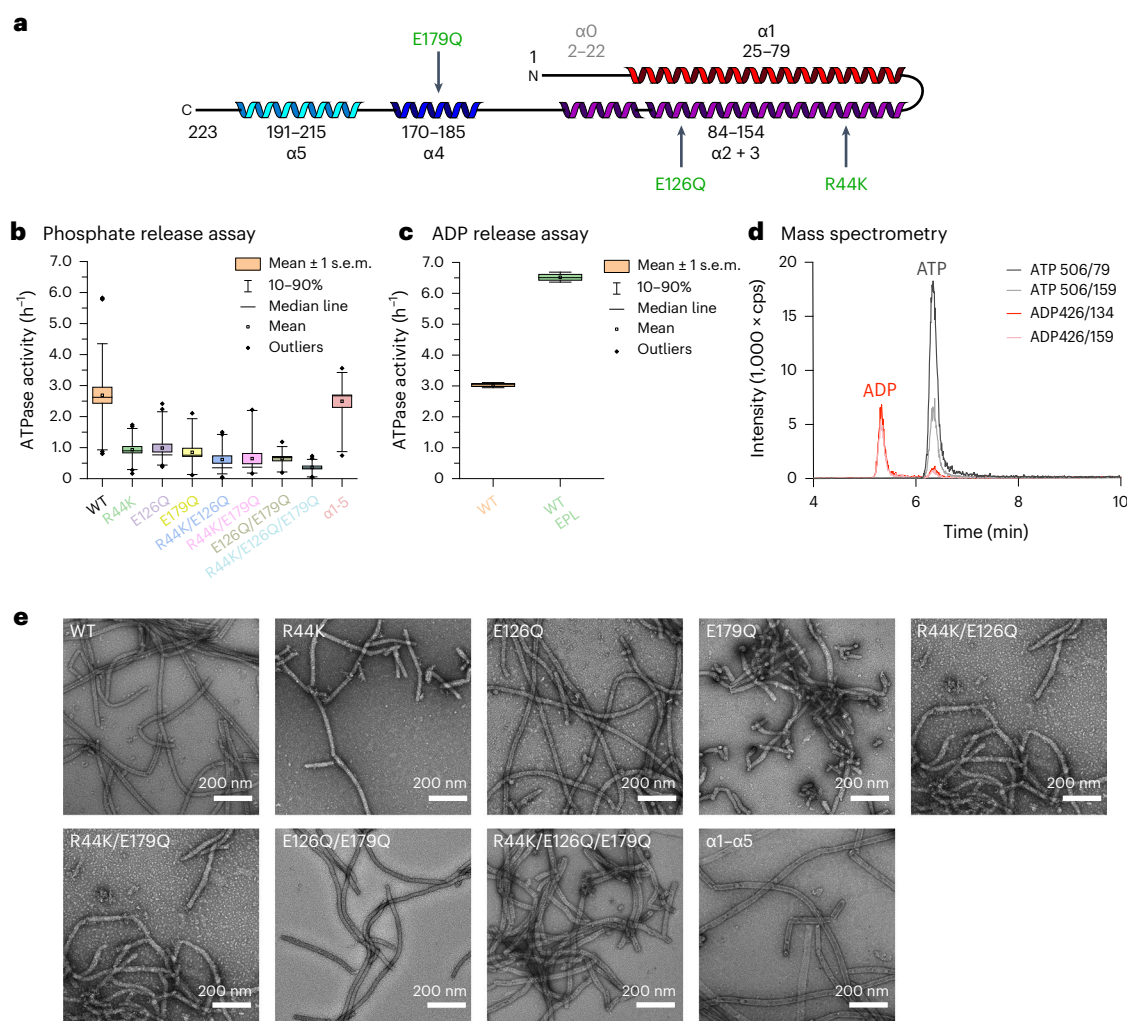 a
E179Q
α0
2–22
α1
25–79
1
N
C
223
191–215
α5
170–185
α4
84–154
α2 + 3
E126Q
R44K
b Phosphate release assay
ATPase activity (h⁻¹)
7.0
6.0
5.0
4.0
3.0
2.0
1.0
0
Mean ± 1 s.e.m.
10–90%
Median line
Mean
Outliers
WT
R44K
E126Q
E179Q
R44K/E126Q
R44K/E179Q
E126Q/E179Q
R44K/E126Q/E179Q
α1-5
c ADP release assay
ATPase activity (h⁻¹)
7.0
6.0
5.0
4.0
3.0
2.0
1.0
0
Mean ± 1 s.e.m.
10–90%
Median line
Mean
Outliers
WT
WT
EPL
d Mass spectrometry
Intensity (1,000 × cps)
20
15
10
5
0
ATP
ADP
ATP 506/79
ATP 506/159
ADP426/134
ADP426/159
4 6 8 10
Time (min)
e
WT
200 nm
R44K
200 nm
E126Q
200 nm
E179Q
200 nm
R44K/E126Q
200 nm
R44K/E179Q
200 nm
E126Q/E179Q
200 nm
R44K/E126Q/E179Q
200 nm
α1–α5
200 nm